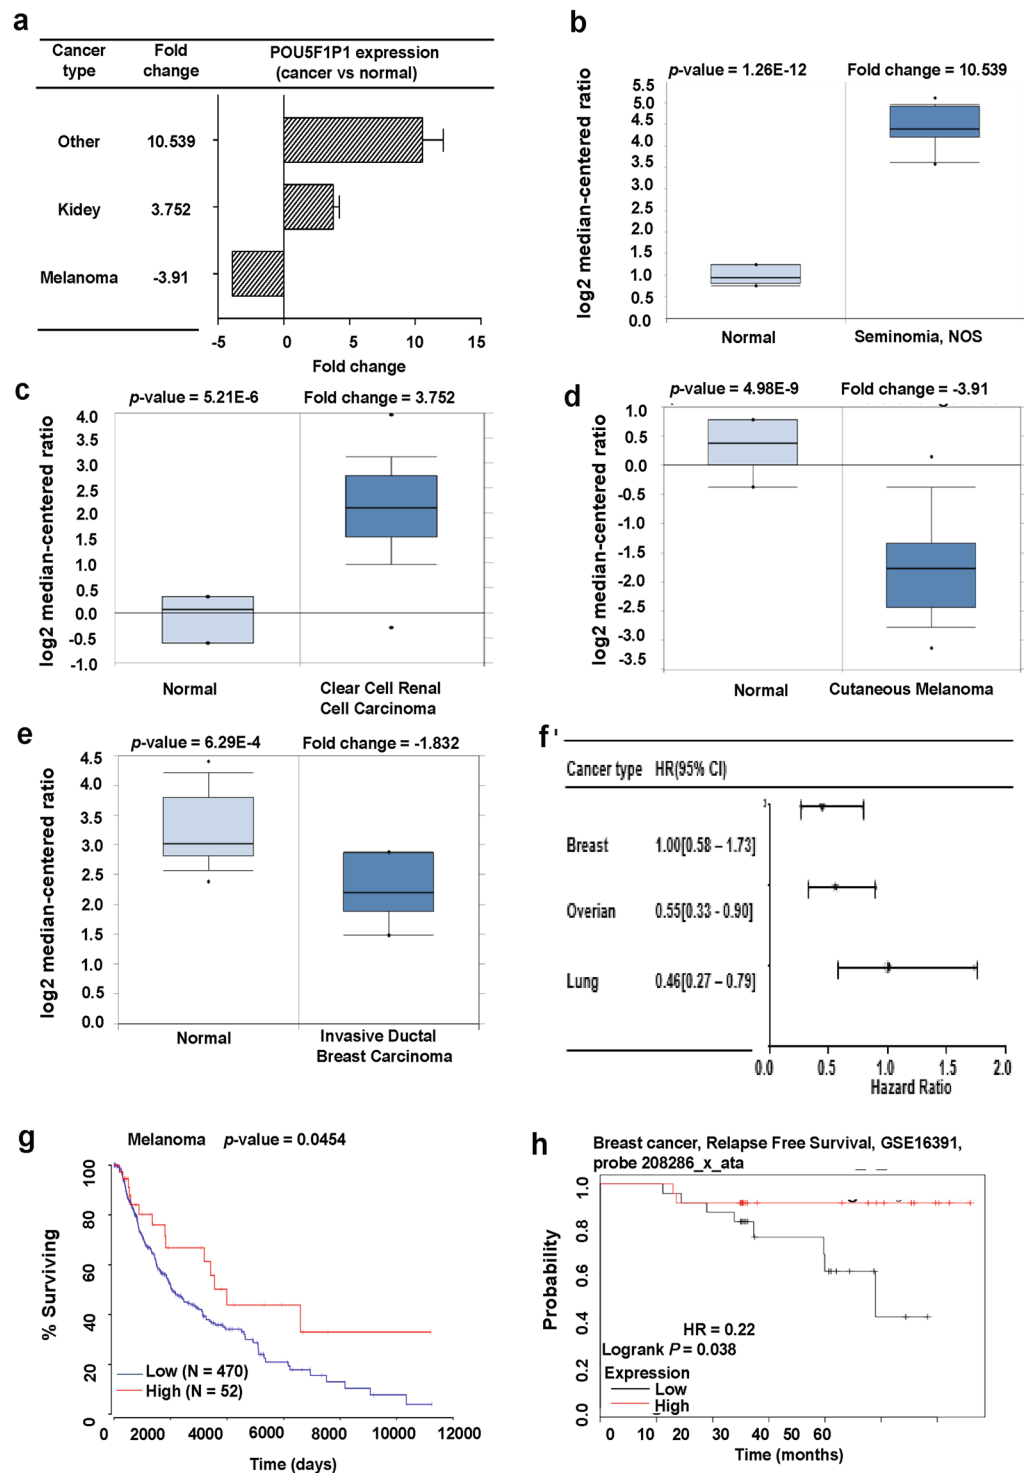 a
Cancer type Fold change POU5F1P1 expression (cancer vs normal)
Other 10.539
Kidey 3.752
Melanoma -3.91
-5 0 5 10 15
Fold change
b
p-value = 1.26E-12 Fold change = 10.539
log2 median-centered ratio
5.5
5.0
4.5
4.0
3.5
3.0
2.5
2.0
1.5
1.0
0.5
0.0
Normal Seminomia, NOS
c
p-value = 5.21E-6 Fold change = 3.752
log2 median-centered ratio
4.0
3.5
3.0
2.5
2.0
1.5
1.0
0.5
0.0
-0.5
-1.0
Normal Clear Cell Renal
Cell Carcinoma
d
p-value = 4.98E-9 Fold change = -3.91
log2 median-centered ratio
1.0
0.5
0.0
-0.5
-1.0
-1.5
-2.0
-2.5
-3.0
-3.5
Normal Cutaneous Melanoma
e
p-value = 6.29E-4 Fold change = -1.832
log2 median-centered ratio
4.5
4.0
3.5
3.0
2.5
2.0
1.5
1.0
0.5
0.0
Normal Invasive Ductal
Breast Carcinoma
f
Cancer type HR(95% CI)
Breast 1.00[0.58 – 1.73]
Overian 0.55[0.33 - 0.90]
Lung 0.46[0.27 – 0.79]
0.0 0.5 1.0 1.5 2.0
Hazard Ratio
g
Melanoma p-value = 0.0454
% Surviving
100
80
60
40
20
0
Low (N = 470)
High (N = 52)
0 2000 4000 6000 8000 10000 12000
Time (days)
h
Breast cancer, Relapse Free Survival, GSE16391,
probe 208286_x_ata
Probability
1.0
0.8
0.6
0.4
0.2
0.0
HR = 0.22
Logrank P = 0.038
Expression
Low
High
0 10 20 30 40 50 60
Time (months)